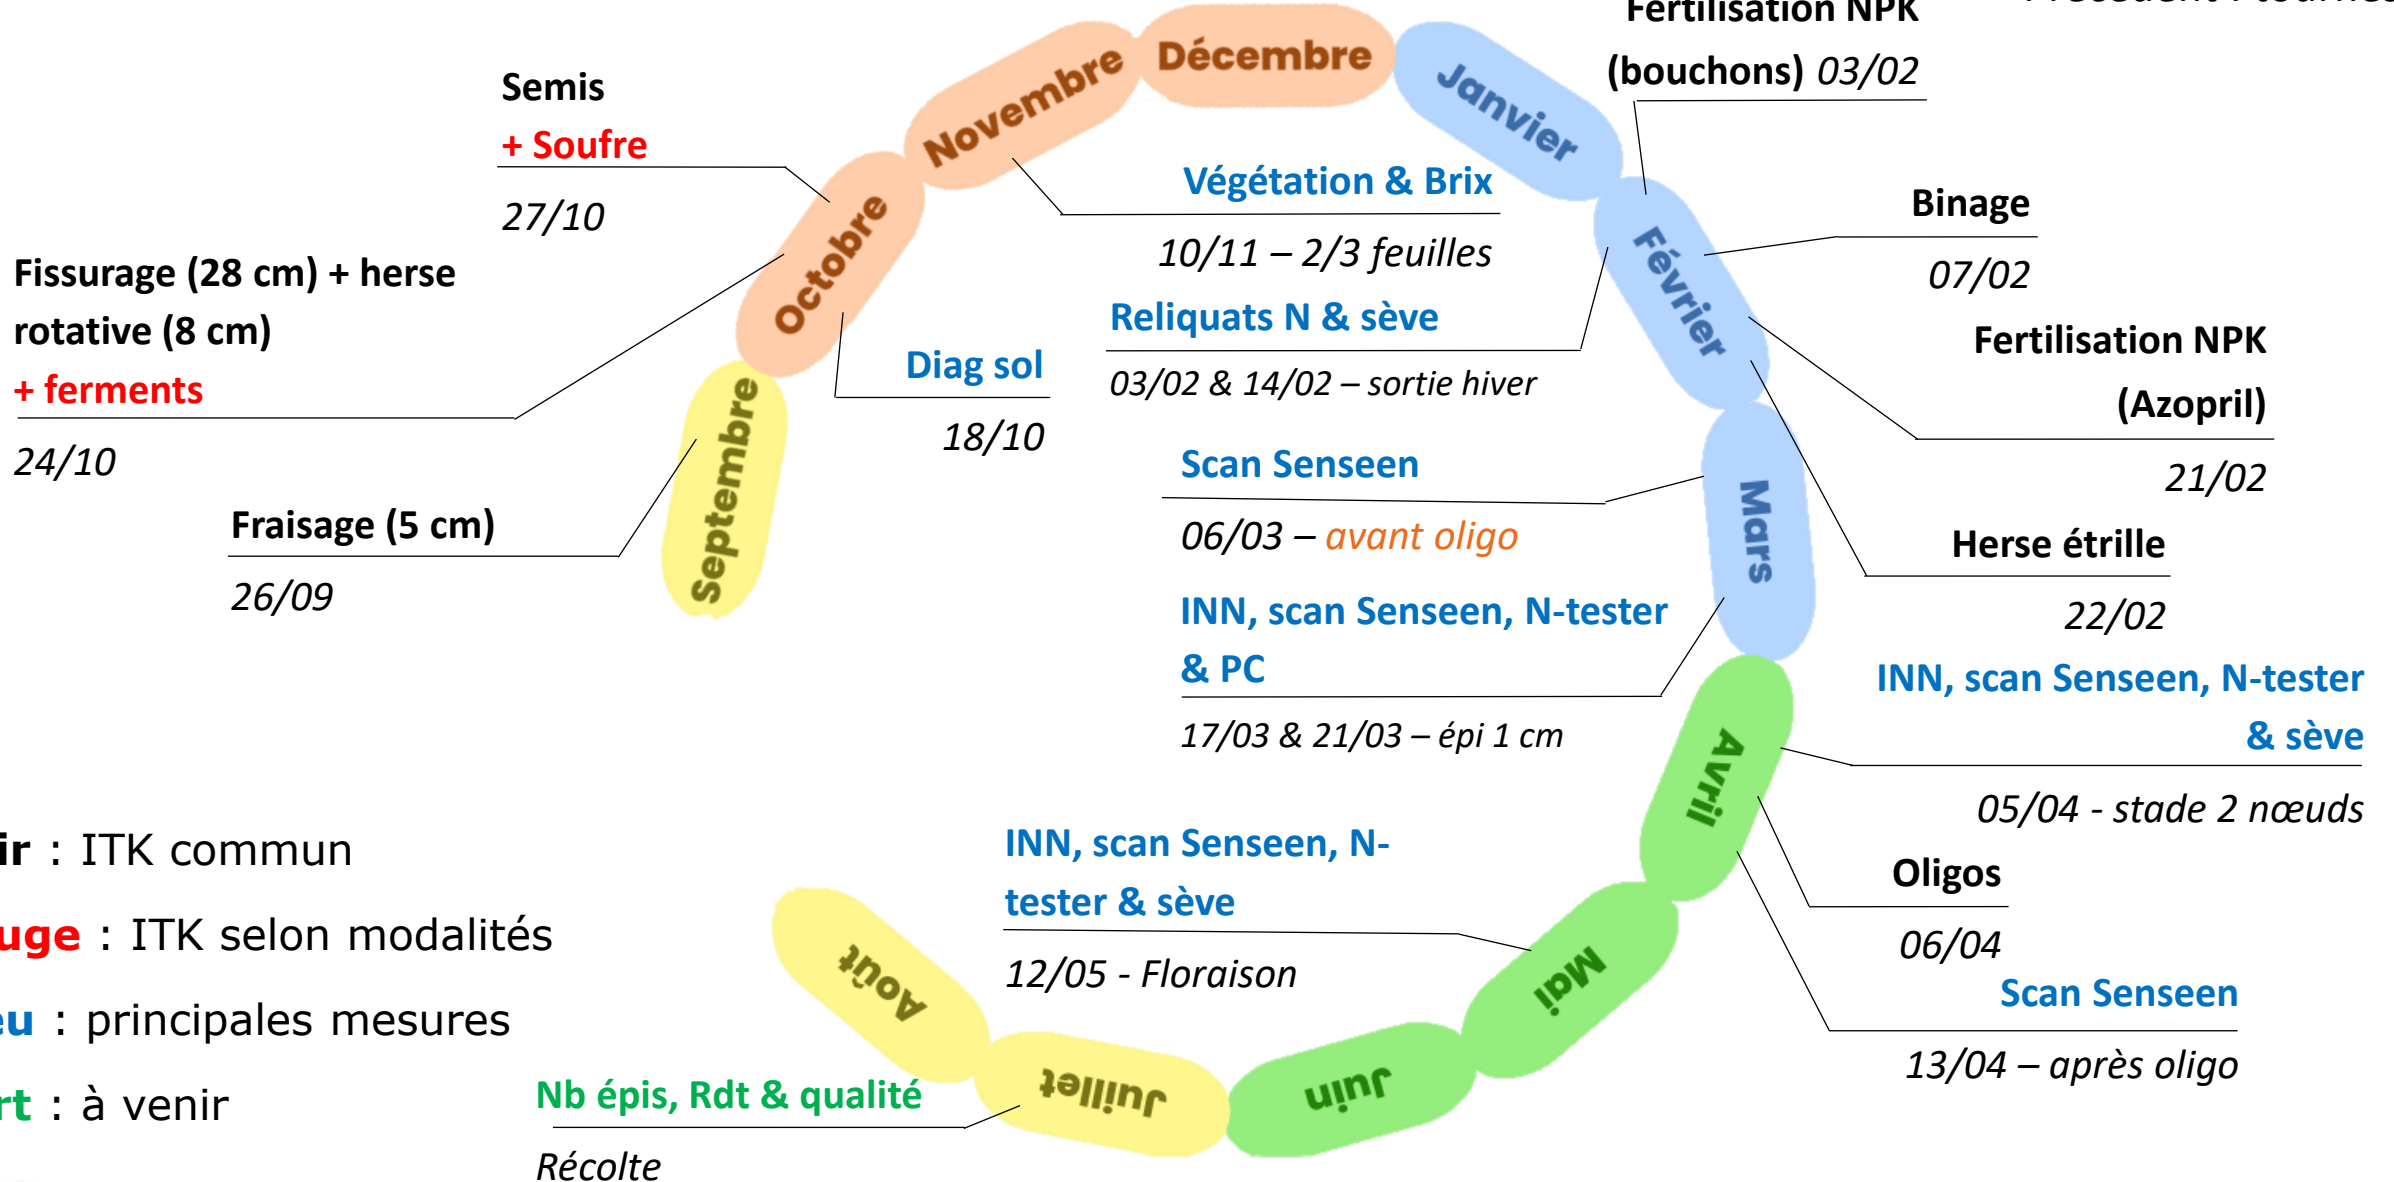 Fertilisation NPK
(bouchons) 03/02
Semis
+ Soufre
27/10
Fissurage (28 cm) + herse
rotative (8 cm)
+ ferments
24/10
Fraisage (5 cm)
26/09
Septembre
Octobre
Novembre
Décembre
Janvier
Février
Mars
Avril
Mai
Juin
Juillet
Août
Diag sol
18/10
Végétation & Brix
10/11 – 2/3 feuilles
Reliquats N & sève
03/02 & 14/02 – sortie hiver
Binage
07/02
Fertilisation NPK
(Azopril)
21/02
Herse étrille
22/02
Scan Senseen
06/03 – avant oligo
INN, scan Senseen, N-tester
& PC
17/03 & 21/03 – épi 1 cm
INN, scan Senseen, N-tester
& sève
05/04 - stade 2 nœuds
Oligos
06/04
Scan Senseen
13/04 – après oligo
INN, scan Senseen, N-
tester & sève
12/05 - Floraison
Nb épis, Rdt & qualité
Récolte
: ITK commun
: ITK selon modalités
: principales mesures
: à venir